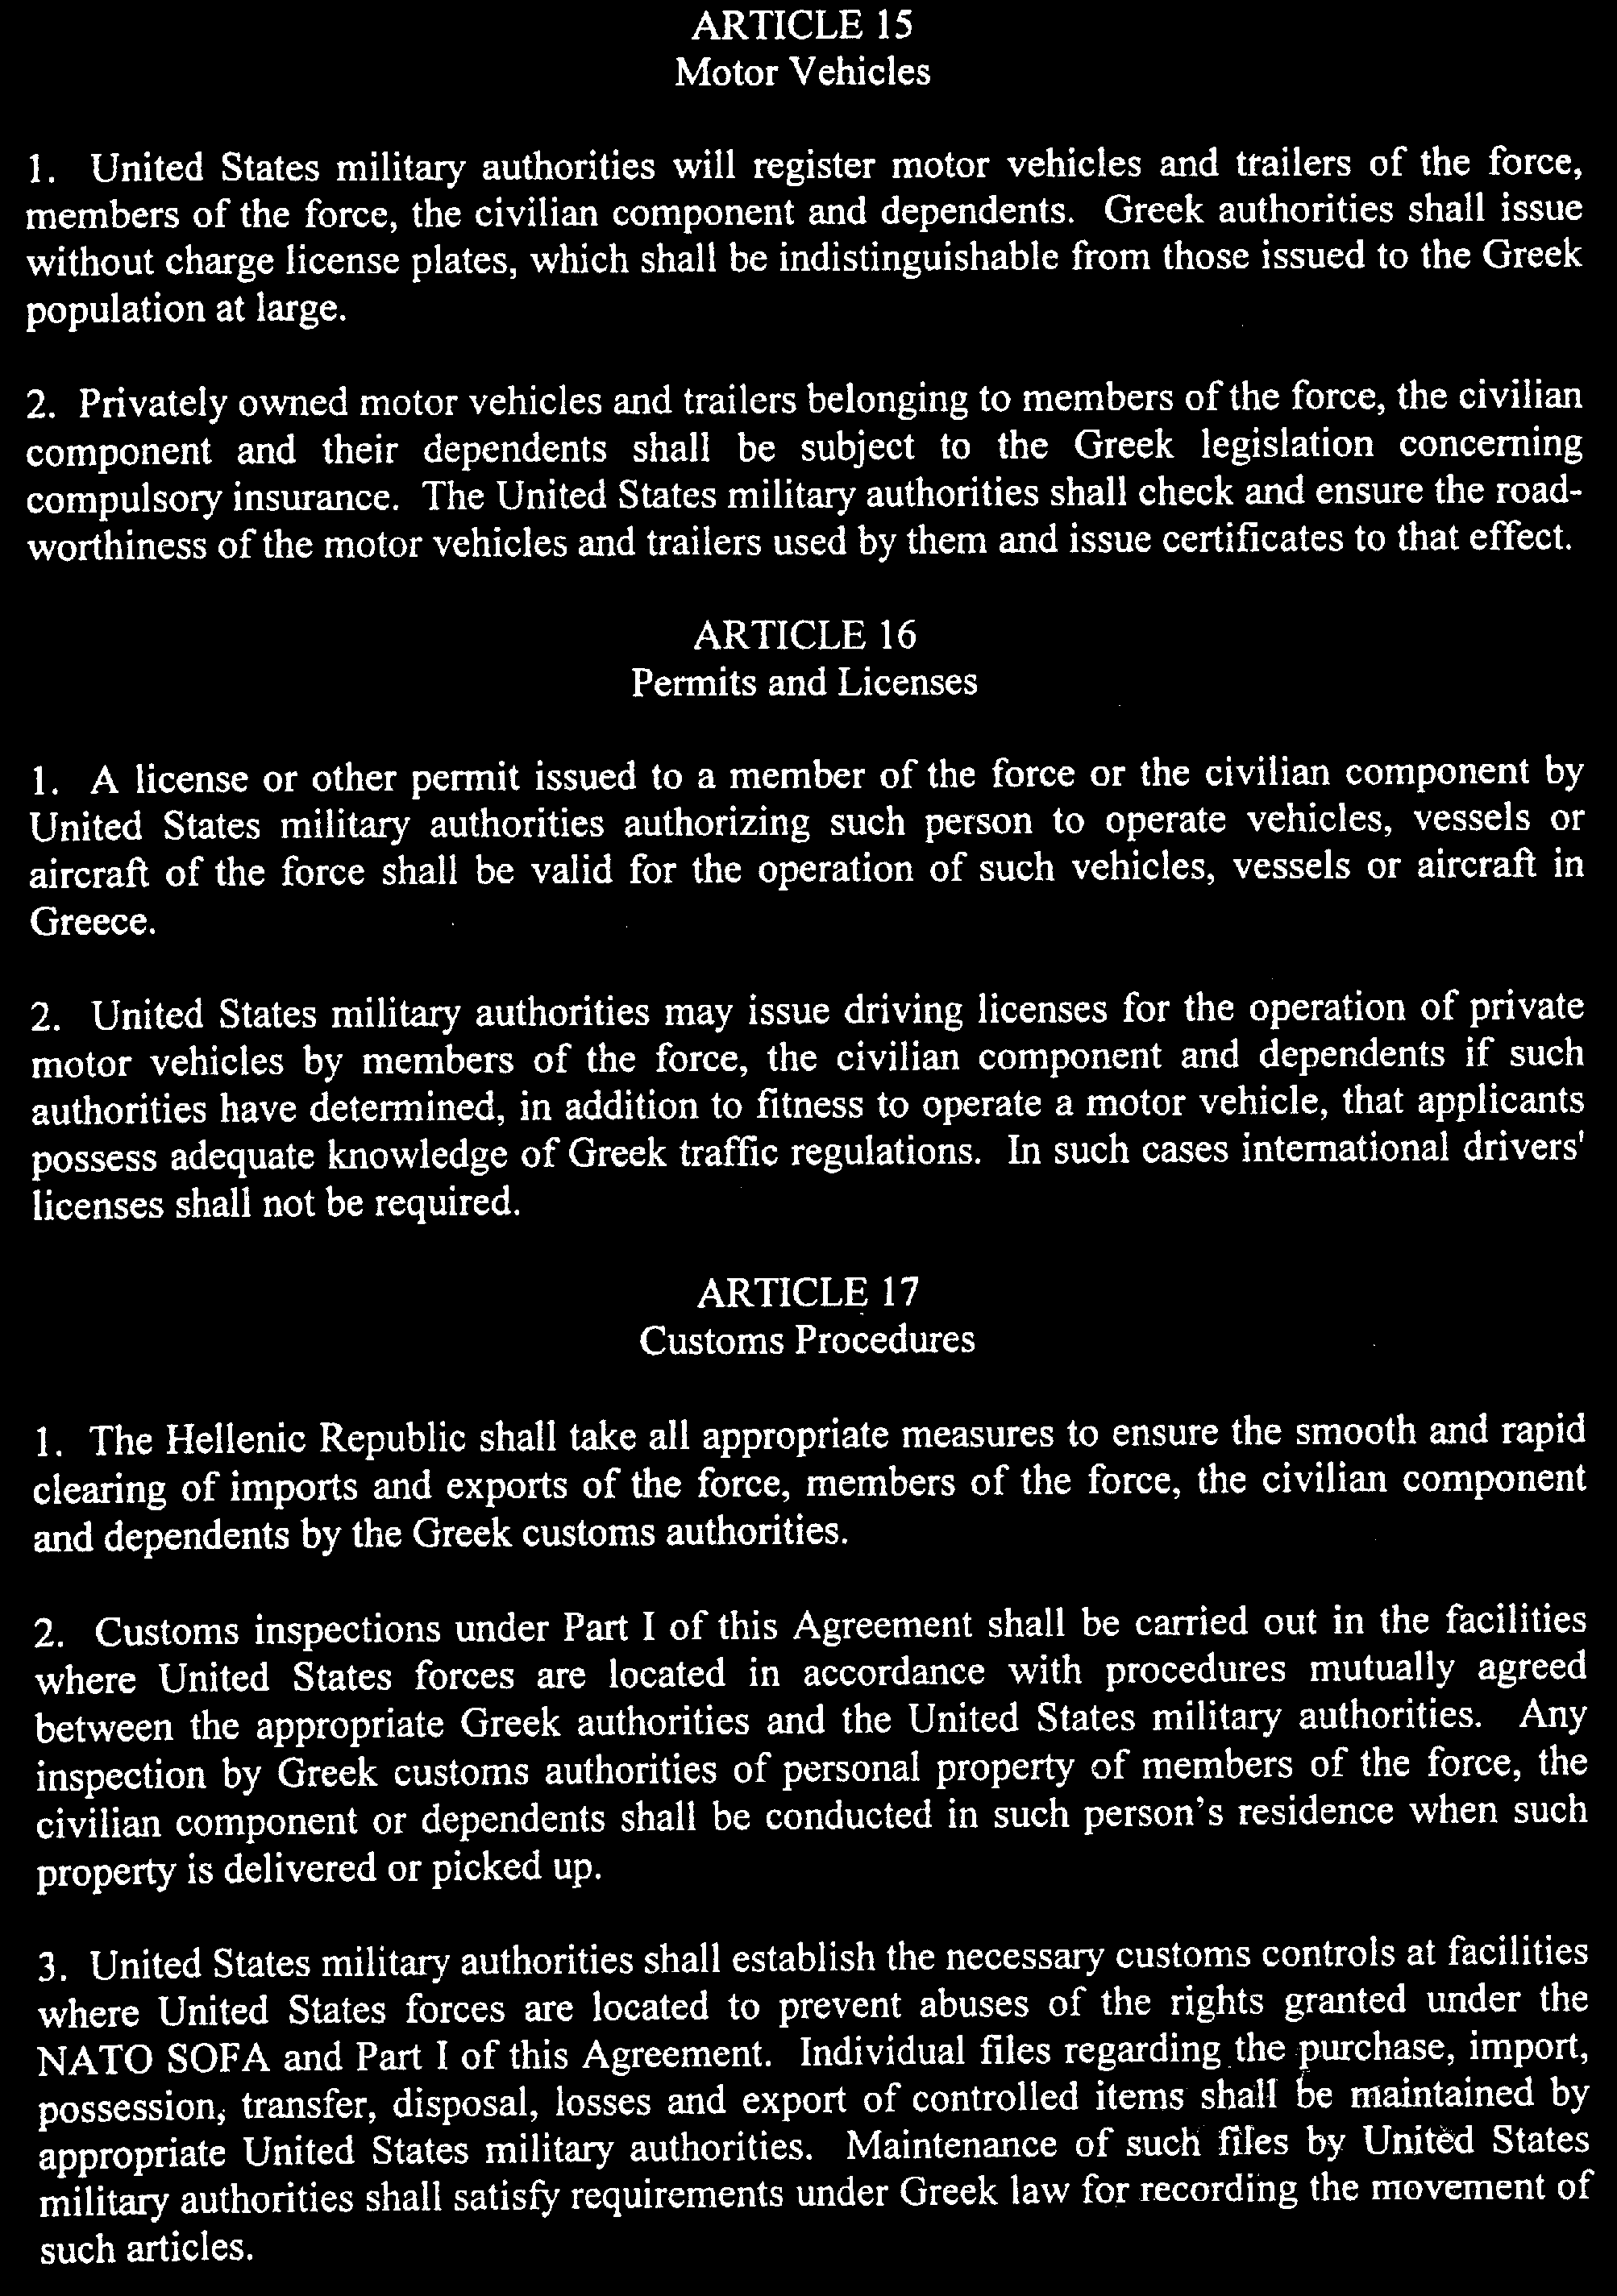 ARTICLE 15
Motor Vehicles
1. United States military authorities will register motor vehicles and trailers of the force,
members of the force, the civilian component and dependents. Greek authorities shall issue
without charge license plates, which shall be indistinguishable from those issued to the Greek
population at large.
2. Privately owned motor vehicles and trailers belonging to members of the force, the civilian
component and their dependents shall be subject to the Greek legislation concerning
compulsory insurance. The United States military authorities shall check and ensure the road-
worthiness of the motor vehicles and trailers used by them and issue certificates to that effect.
ARTICLE 16
Permits and Licenses
1. A license or other permit issued to a member of the force or the civilian component by
United States military authorities authorizing such person to operate vehicles, vessels or
aircraft of the force shall be valid for the operation of such vehicles, vessels or aircraft in
Greece.
2. United States military authorities may issue driving licenses for the operation of private
motor vehicles by members of the force, the civilian component and dependents if such
authorities have determined, in addition to fitness to operate a motor vehicle, that applicants
possess adequate knowledge of Greek traffic regulations. In such cases international drivers'
licenses shall not be required.
ARTICLE 17
Customs Procedures
1. The Hellenic Republic shall take all appropriate measures to ensure the smooth and rapid
clearing of imports and exports of the force, members of the force, the civilian component
and dependents by the Greek customs authorities.
2. Customs inspections under Part I of this Agreement shall be carried out in the facilities
where United States forces are located in accordance with procedures mutually agreed
between the appropriate Greek authorities and the United States military authorities. Any
inspection by Greek customs authorities of personal property of members of the force, the
civilian component or dependents shall be conducted in such person's residence when such
property is delivered or picked up.
3. United States military authorities shall establish the necessary customs controls at facilities
where United States forces are located to prevent abuses of the rights granted under the
NATO SOFA and Part I of this Agreement. Individual files regarding the purchase, import,
possession, transfer, disposal, losses and export of controlled items shall be maintained by
appropriate United States military authorities. Maintenance of such files by United States
military authorities shall satisfy requirements under Greek law for recording the movement of
such articles.